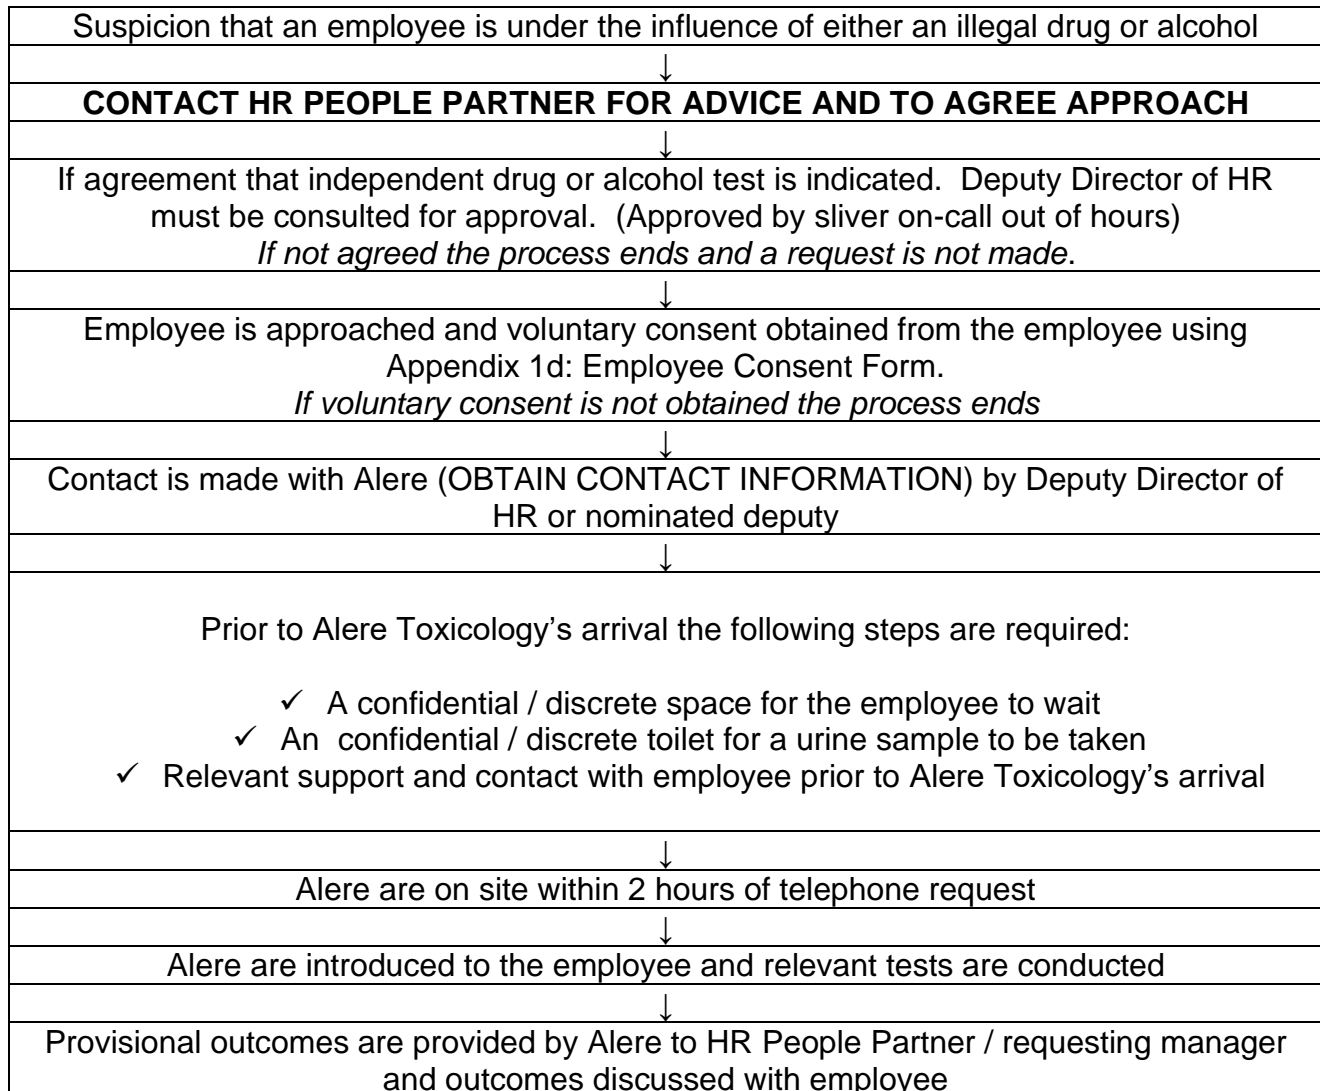 Suspicion that an employee is under the influence of either an illegal drug or alcohol
↓
CONTACT HR PEOPLE PARTNER FOR ADVICE AND TO AGREE APPROACH
↓
If agreement that independent drug or alcohol test is indicated.  Deputy Director of HR
must be consulted for approval.  (Approved by sliver on-call out of hours)
If not agreed the process ends and a request is not made.
↓
Employee is approached and voluntary consent obtained from the employee using
Appendix 1d: Employee Consent Form.
If voluntary consent is not obtained the process ends
↓
Contact is made with Alere (OBTAIN CONTACT INFORMATION) by Deputy Director of
HR or nominated deputy
↓
Prior to Alere Toxicology’s arrival the following steps are required:
✓ A confidential / discrete space for the employee to wait
✓ An  confidential / discrete toilet for a urine sample to be taken
✓ Relevant support and contact with employee prior to Alere Toxicology’s arrival
↓
Alere are on site within 2 hours of telephone request
↓
Alere are introduced to the employee and relevant tests are conducted
↓
Provisional outcomes are provided by Alere to HR People Partner / requesting manager
and outcomes discussed with employee